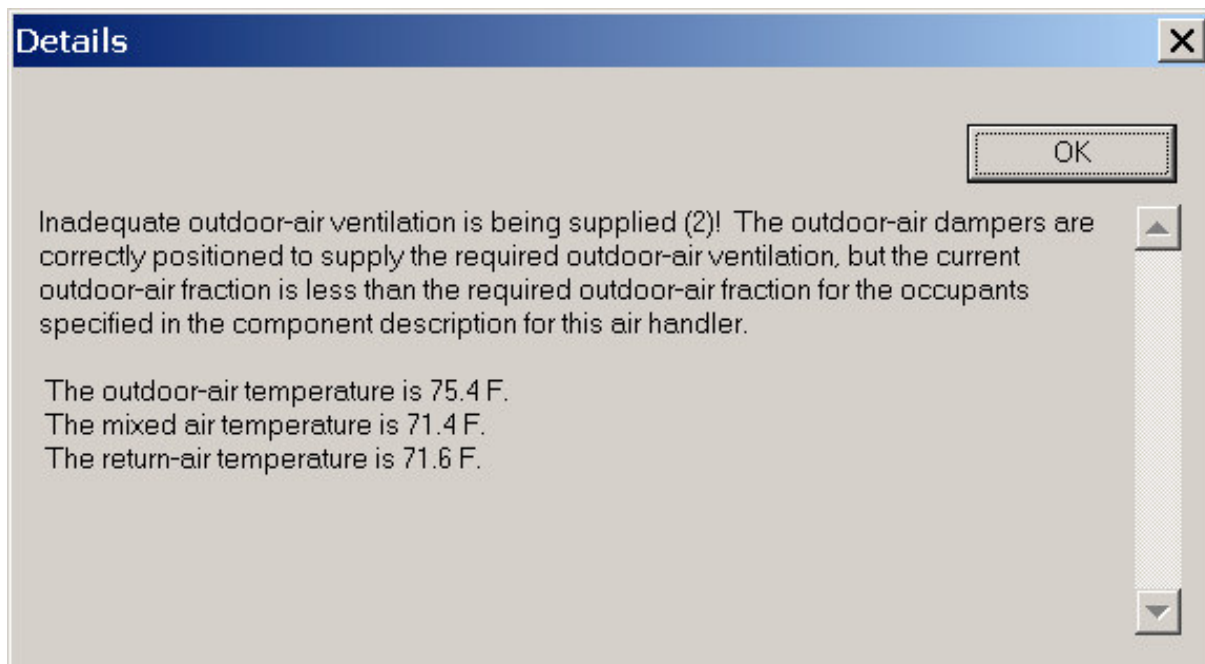 Details
OK
Inadequate outdoor-air ventilation is being supplied (2)!  The outdoor-air dampers are
correctly positioned to supply the required outdoor-air ventilation, but the current
outdoor-air fraction is less than the required outdoor-air fraction for the occupants
specified in the component description for this air handler.
The outdoor-air temperature is 75.4 F.
The mixed air temperature is 71.4 F.
The return-air temperature is 71.6 F.